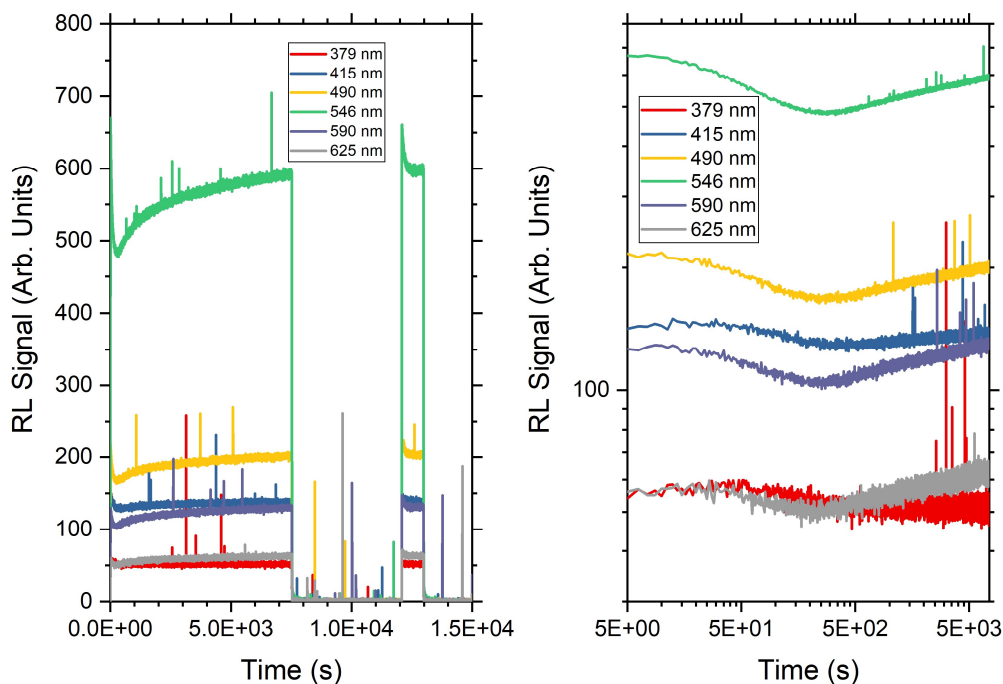 800
700
600
500
400
300
200
100
0
RL Signal (Arb. Units)
379 nm
415 nm
490 nm
546 nm
590 nm
625 nm
0.0E+00 5.0E+03 1.0E+04 1.5E+04
Time (s)
100
RL Signal (Arb. Units)
379 nm
415 nm
490 nm
546 nm
590 nm
625 nm
5E+00 5E+01 5E+02 5E+03
Time (s)